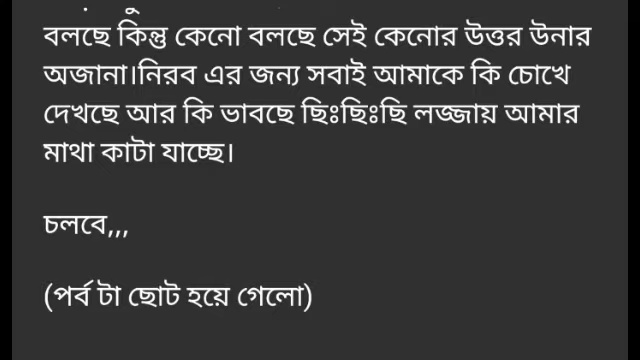 বলছে কিন্তু কেনো বলছে সেই কেনোর উত্তর উনার
অজানা।নিরব এর জন্য সবাই আমাকে কি চোখে
দেখছে আর কি ভাবছে ছিঃছিঃছি লজ্জায় আমার
মাথা কাটা যাচ্ছে।
চলবে,,,
(পর্ব টা ছোট হয়ে গেলো)